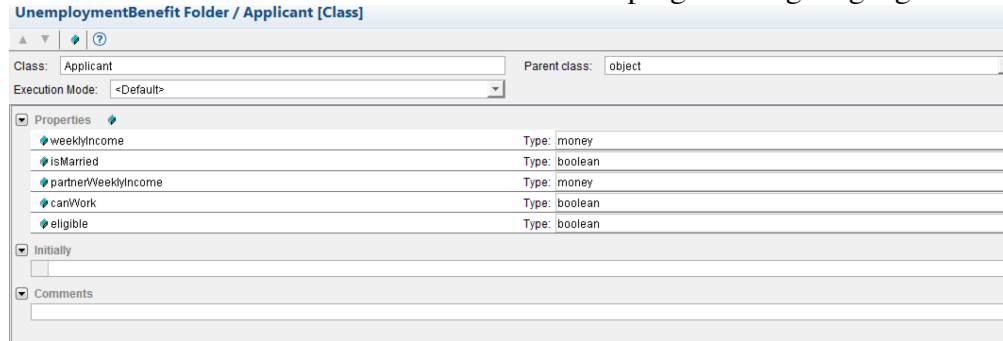 UnemploymentBenefit Folder / Applicant [Class]
Class: Applicant Parent class: object
Execution Mode: <Default>
Properties
weeklyIncome Type: money
isMarried Type: boolean
partnerWeeklyIncome Type: money
canWork Type: boolean
eligible Type: boolean
Initially
Comments